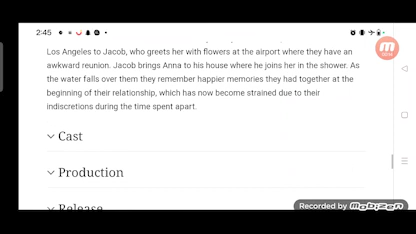 2:45
Los Angeles to Jacob, who greets her with flowers at the airport where they have an
awkward reunion. Jacob brings Anna to his house where he joins her in the shower. As
the water falls over them they remember happier memories they had together at the
beginning of their relationship, which has now become strained due to their
indiscretions during the time spent apart.
Cast
Production
Release
Recorded by MOBIZEN